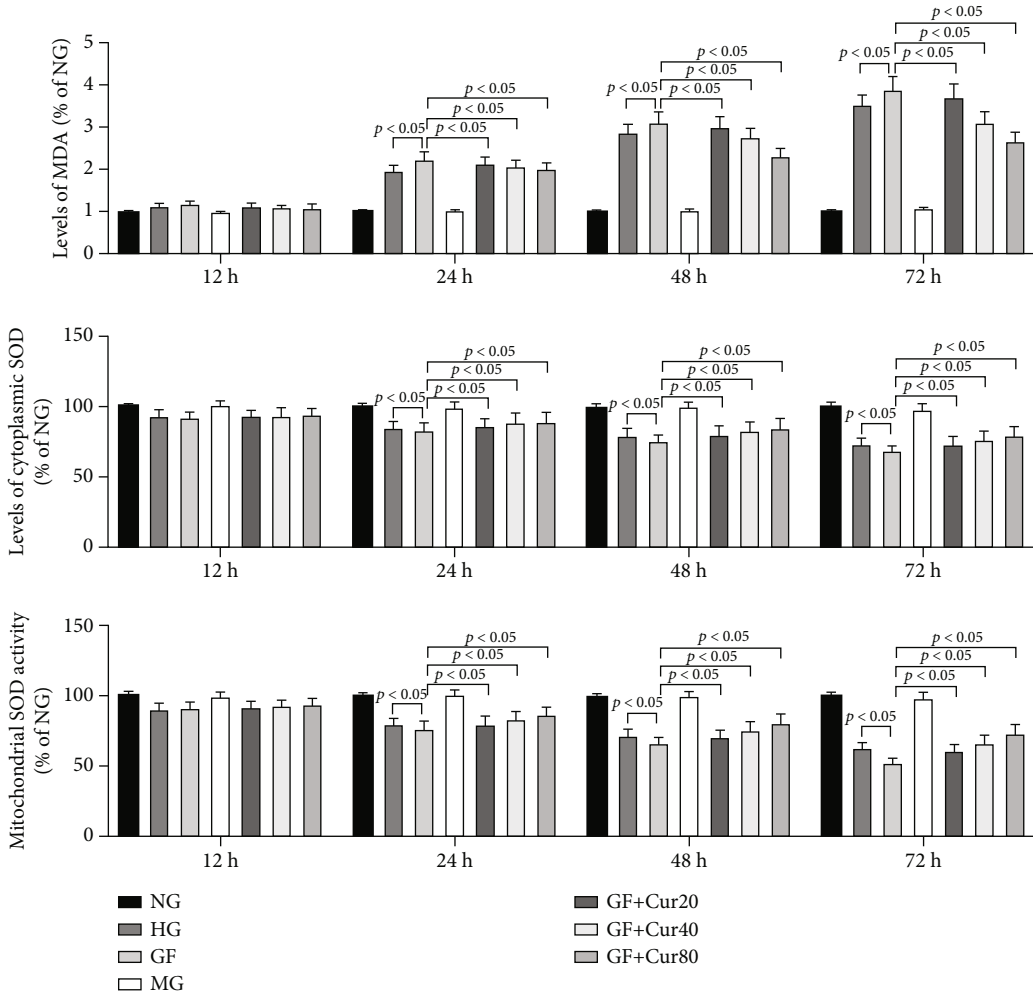 Levels of MDA (% of NG)
5
4
3
2
1
0
p < 0.05
p < 0.05
p < 0.05
p < 0.05
p < 0.05
p < 0.05
p < 0.05
p < 0.05
p < 0.05
p < 0.05
p < 0.05
p < 0.05
12 h
24 h
48 h
72 h
Levels of cytoplasmic SOD
(% of NG)
150
100
50
0
p < 0.05
p < 0.05
p < 0.05
p < 0.05
p < 0.05
p < 0.05
p < 0.05
p < 0.05
p < 0.05
p < 0.05
p < 0.05
p < 0.05
12 h
24 h
48 h
72 h
Mitochondrial SOD activity
(% of NG)
150
100
50
0
p < 0.05
p < 0.05
p < 0.05
p < 0.05
p < 0.05
p < 0.05
p < 0.05
p < 0.05
p < 0.05
p < 0.05
p < 0.05
p < 0.05
12 h
24 h
48 h
72 h
NG
HG
GF
MG
GF+Cur20
GF+Cur40
GF+Cur80